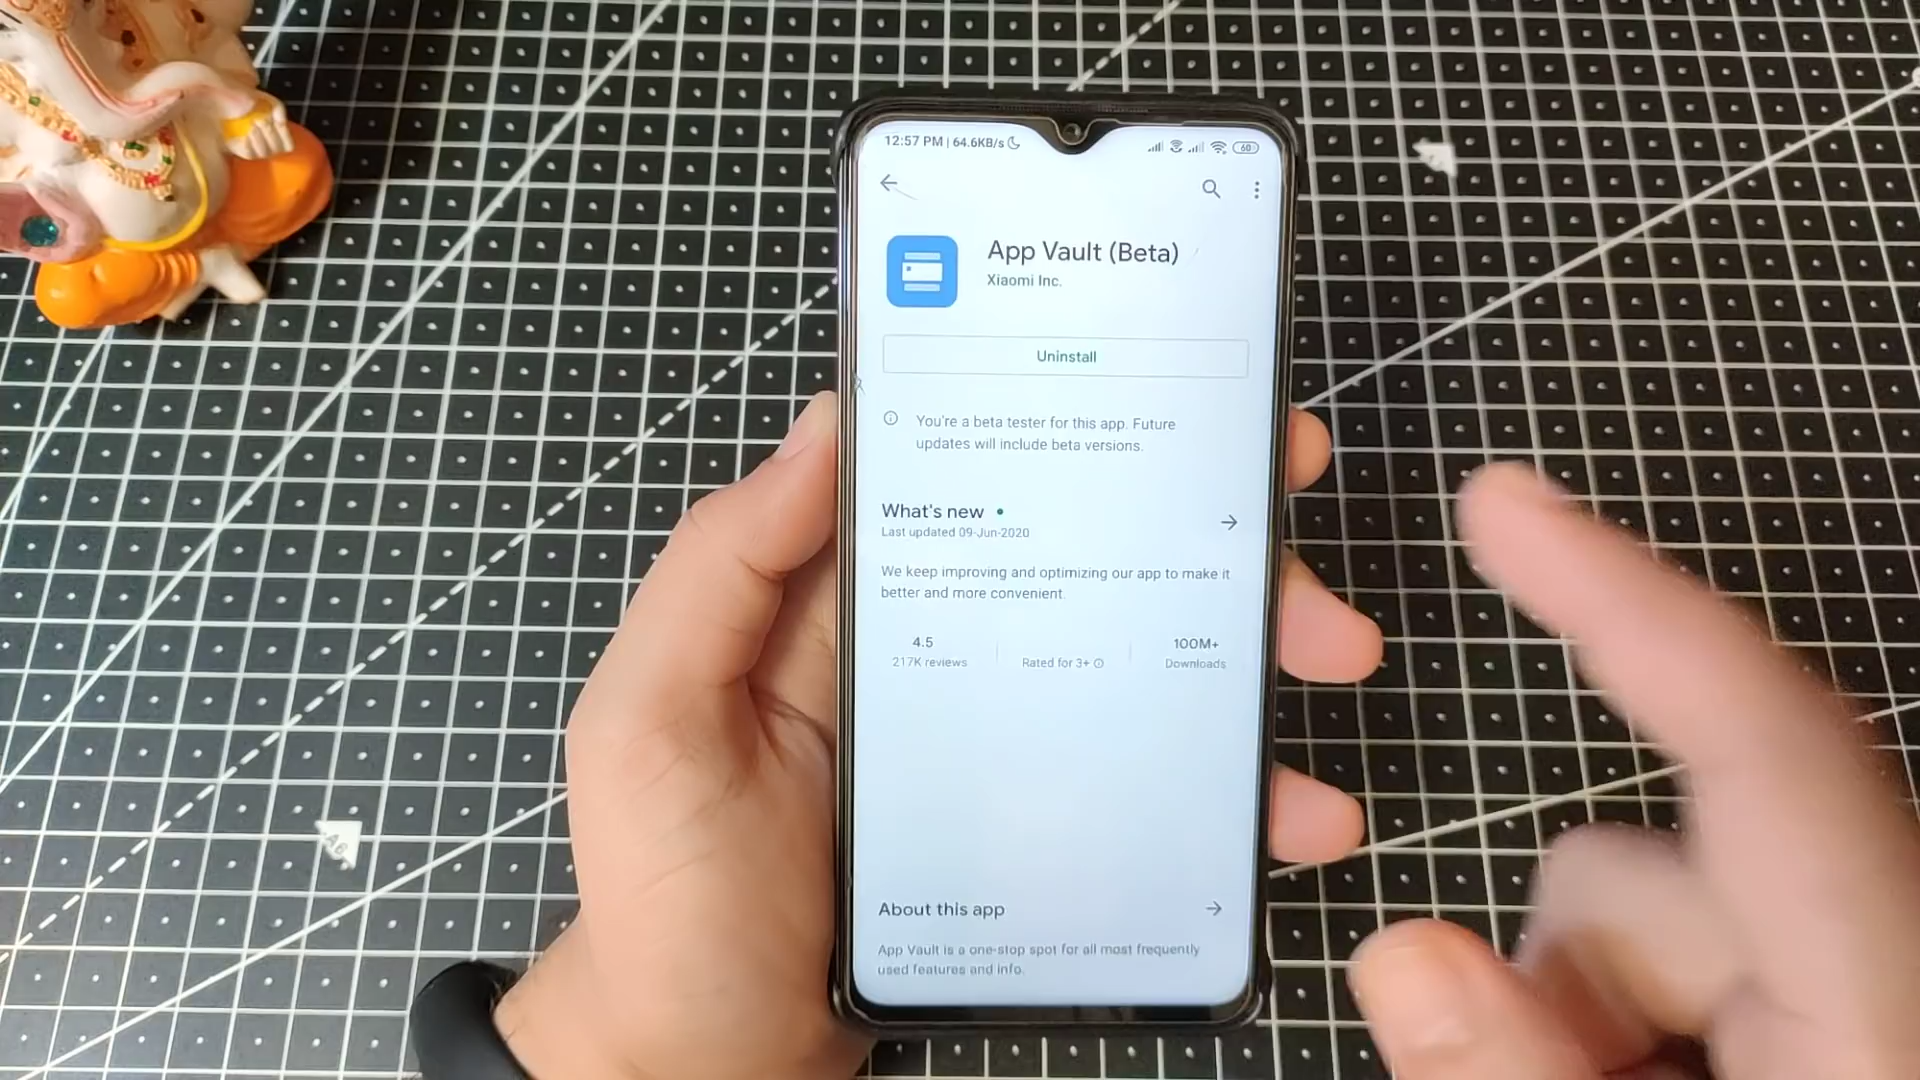 12:57 PM | 64.6KB/s
60
App Vault (Beta)
Xiaomi Inc.
Uninstall
You're a beta tester for this app. Future
updates will include beta versions.
What's new
Last updated 09-Jun-2020
We keep improving and optimizing our app to make it
better and more convenient.
4.5
217K reviews
Rated for 3+
100M+
Downloads
About this app
App Vault is a one-stop spot for all most frequently
used features and info.
A6